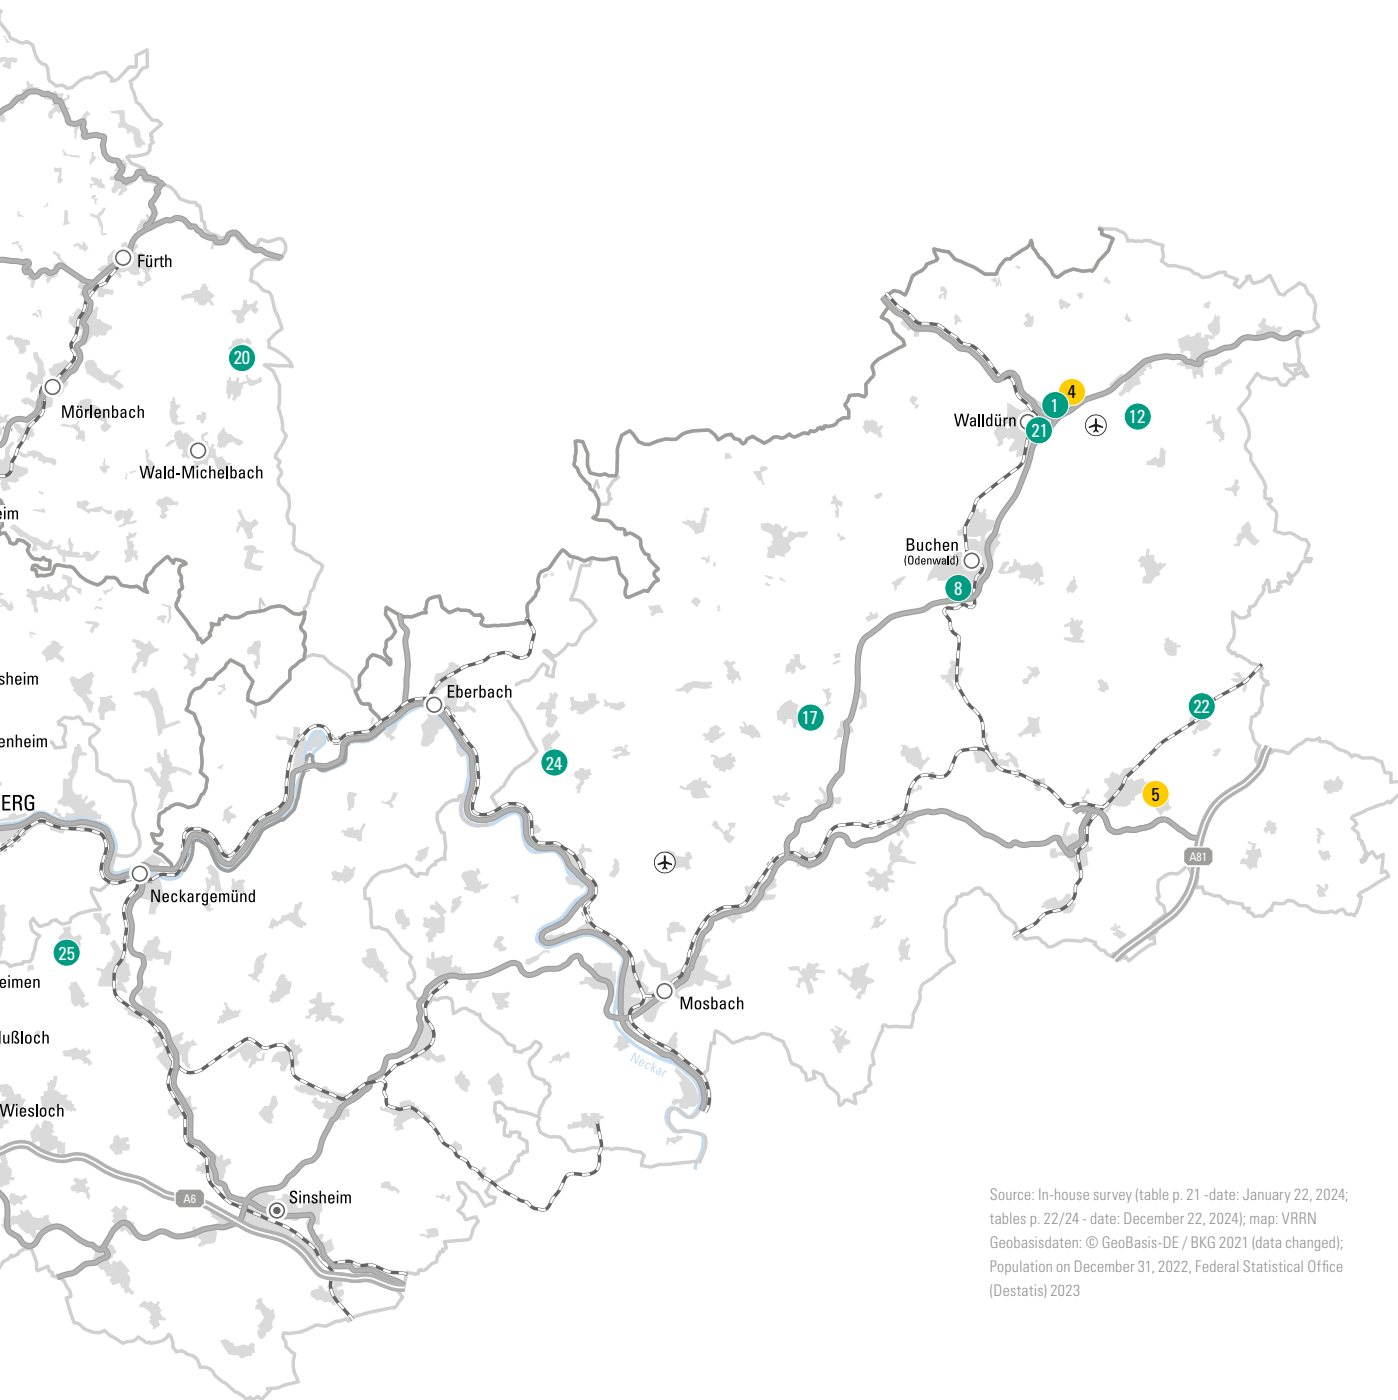 Fürth
20
Mörlenbach
4
1
12
Walldürn
21
Wald-Michelbach
eim
Buchen
(Odenwald)
8
sheim
Eberbach
22
17
enheim
24
5
ERG
A81
Neckargemünd
25
eimen
Mosbach
ußloch
Neckar
Wiesloch
A6
Sinsheim
Source: In-house survey (table p. 21 -date: January 22, 2024;
tables p. 22/24 - date: December 22, 2024); map: VRRN
Geobasisdaten: © GeoBasis-DE / BKG 2021 (data changed);
Population on December 31, 2022, Federal Statistical Office
(Destatis) 2023